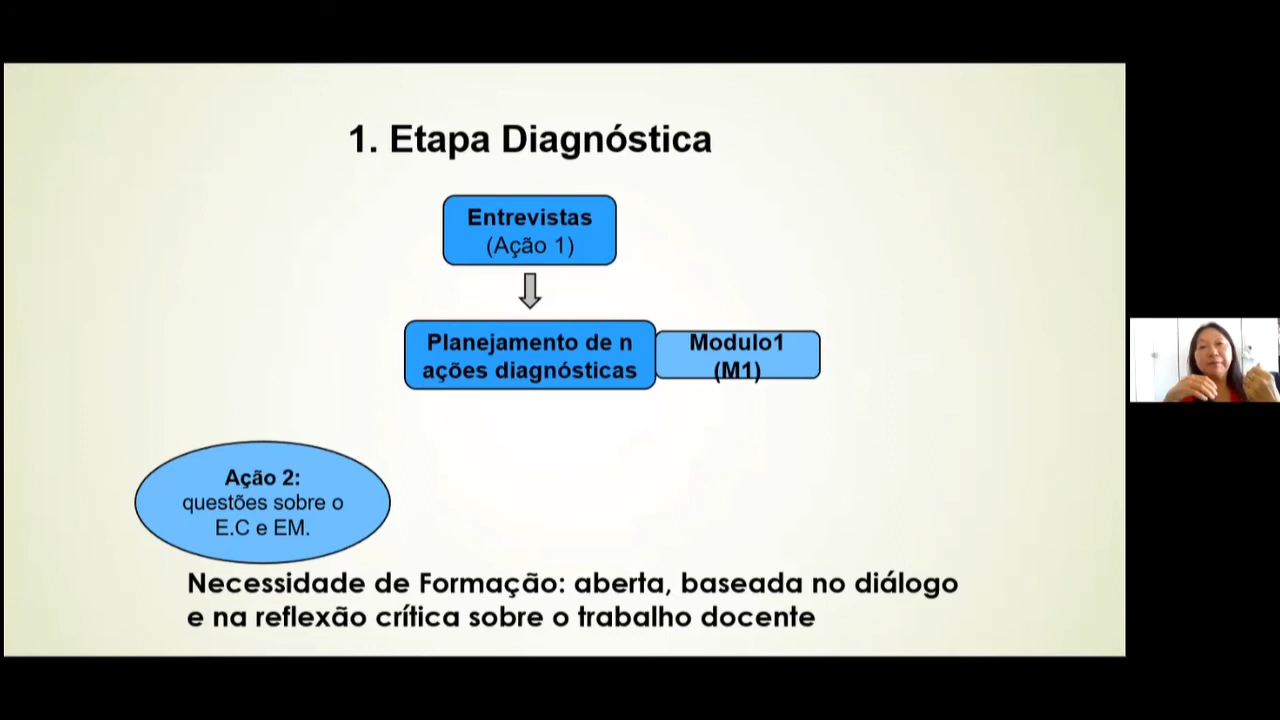 1. Etapa Diagnóstica
Entrevistas
(Ação 1)
Planejamento de n
ações diagnósticas
Modulo1
(M1)
Ação 2:
questões sobre o
E.C e EM.
Necessidade de Formação: aberta, baseada no diálogo
e na reflexão crítica sobre o trabalho docente